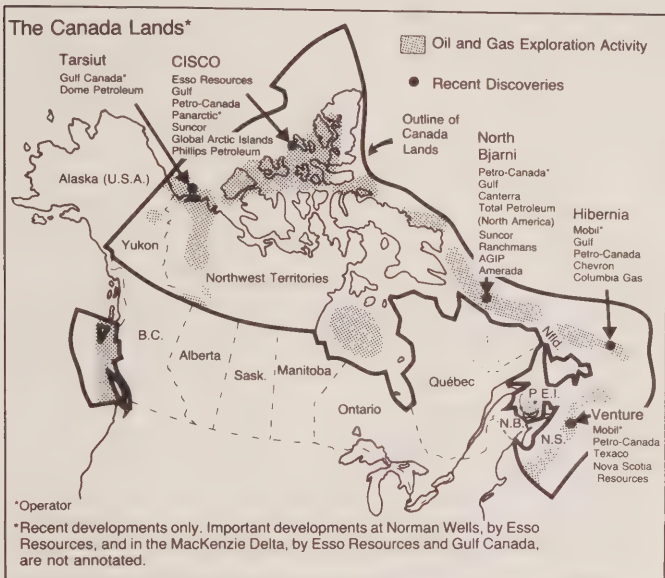 The Canada Lands*
Tarsiut
Gulf Canada*
Dome Petroleum
CISCO
Esso Resources
Gulf
Petro-Canada
Panarctic*
Suncor
Global Arctic Islands
Phillips Petroleum
Oil and Gas Exploration Activity
Recent Discoveries
Outline of
Canada
Lands
North
Bjarni
Petro-Canada*
Gulf
Canterra
Total Petroleum
(North America)
Suncor
Ranchmans
AGIP
Amerada
Hibernia
Mobil*
Gulf
Petro-Canada
Chevron
Columbia Gas
Alaska (U.S.A.)
Yukon
Northwest Territories
B.C.
Alberta
Sask.
Manitoba
Ontario
Québec
Nfld.
P.E.I.
N.B.
N.S.
Venture
Mobil*
Petro-Canada
Texaco
Nova Scotia
Resources
*Operator
*Recent developments only. Important developments at Norman Wells, by Esso
Resources, and in the MacKenzie Delta, by Esso Resources and Gulf Canada,
are not annotated.